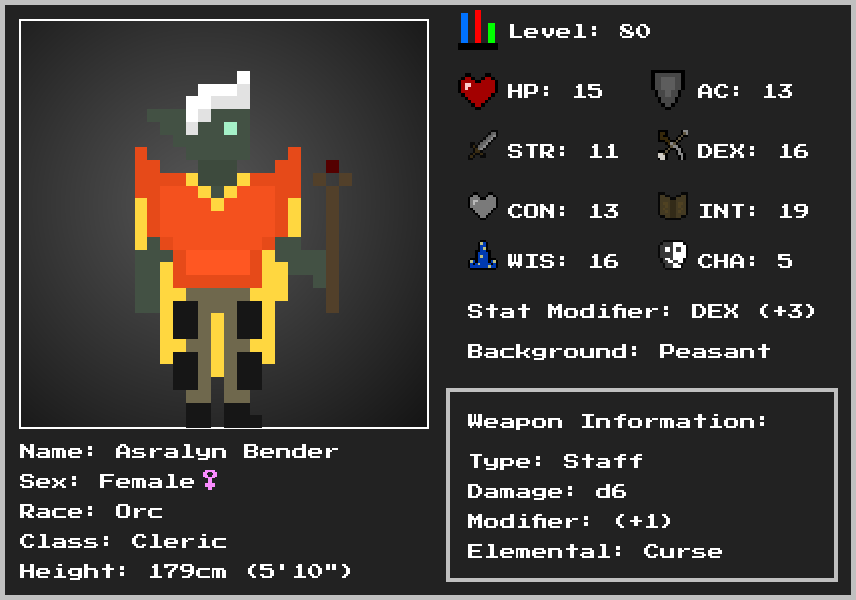 Level: 80
HP: 15
AC: 13
STR: 11
DEX: 16
CON: 13
INT: 19
WIS: 16
CHA: 5
Stat Modifier: DEX (+3)
Background: Peasant
Weapon Information:
Type: Staff
Damage: d6
Modifier: (+1)
Elemental: Curse
Name: Asralyn Bender
Sex: Female♀
Race: Orc
Class: Cleric
Height: 179cm (5'10")